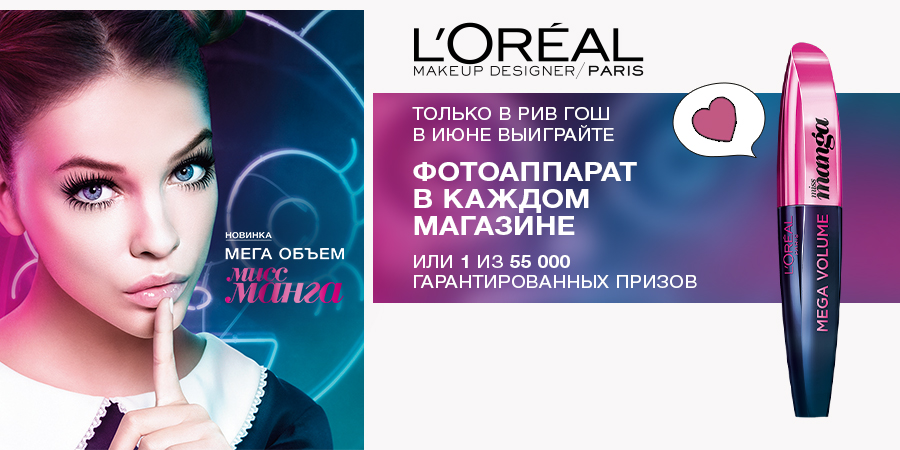 НОВИНКА
МЕГА ОБЪЕМ
мисс
манга
L'ORÉAL
MAKEUP DESIGNER/PARIS
ТОЛЬКО В РИВ ГОШ
В ИЮНЕ ВЫИГРАЙТЕ
ФОТОАППАРАТ
В КАЖДОМ
МАГАЗИНЕ
ИЛИ 1 ИЗ 55 000
ГАРАНТИРОВАННЫХ ПРИЗОВ
miss
manga
L'ORÉAL
PARIS
MEGA VOLUME